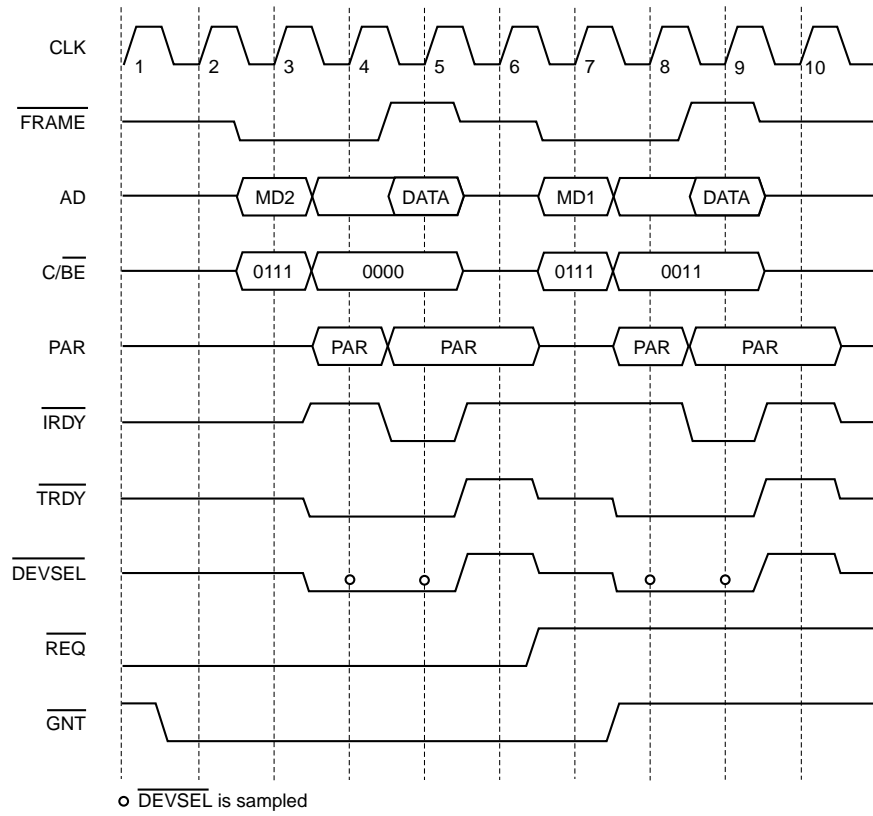 CLK
1 2 3 4 5 6 7 8 9 10
FRAME
AD
MD2 DATA MD1 DATA
C/BE
0111 0000 0111 0011
PAR
PAR PAR PAR PAR
IRDY
TRDY
DEVSEL
REQ
GNT
DEVSEL is sampled